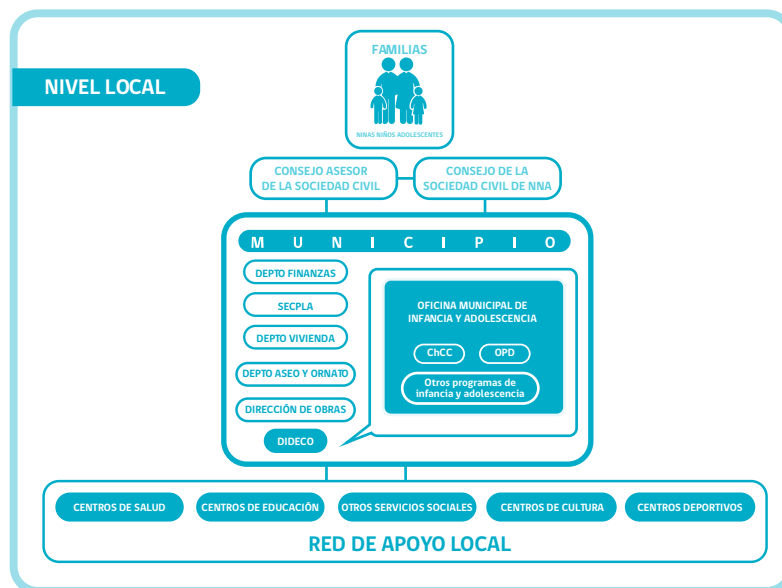 FAMILIAS
NIVEL LOCAL
NINAS NIÑOS ADOLESCENTES
CONSEJO ASESOR
DE LA SOCIEDAD CIVIL
CONSEJO DE LA
SOCIEDAD CIVIL DE NNA
MUNICIPIO
DEPTO FINANZAS
SECPLA
DEPTO VIVIENDA
DEPTO ASEO Y ORNATO
DIRECCIÓN DE OBRAS
DIDECO
OFICINA MUNICIPAL DE
INFANCIA Y ADOLESCENCIA
ChCC
OPD
Otros programas de
infancia y adolescencia
CENTROS DE SALUD
CENTROS DE EDUCACIÓN
OTROS SERVICIOS SOCIALES
CENTROS DE CULTURA
CENTROS DEPORTIVOS
RED DE APOYO LOCAL